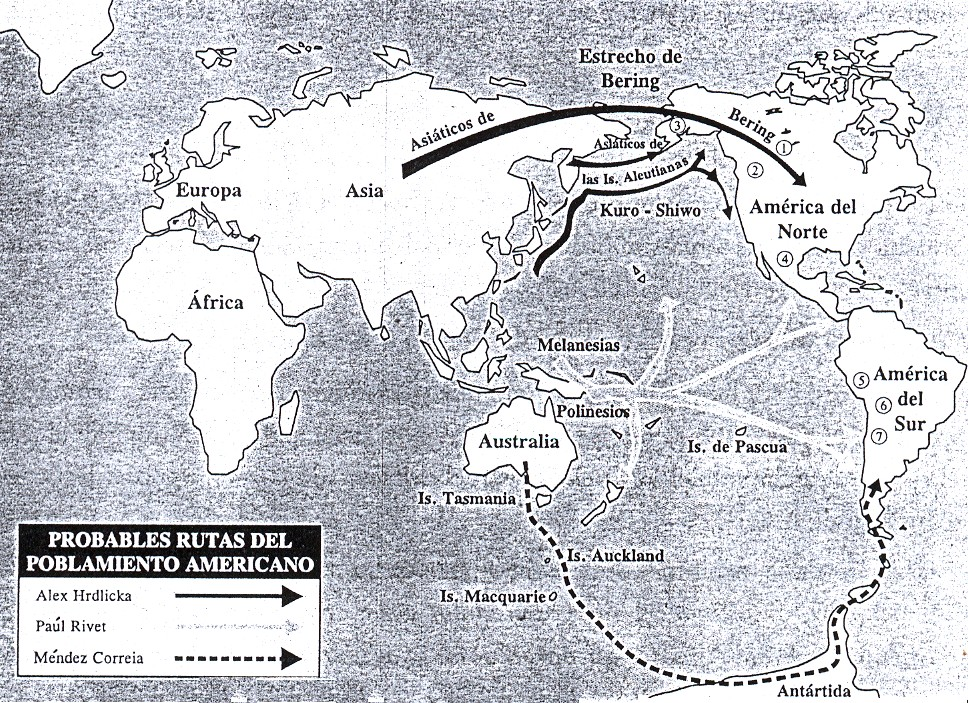 Estrecho de
Bering
Asiáticos de
Bering
3
1
2
Asiáticos de
las Is. Aleutianas
Kuro - Shiwo
Europa
Asia
América del
Norte
4
África
Melanesias
Polinesios
Australia
Is. de Pascua
5
América
del
6
Sur
7
Is. Tasmania
Is. Auckland
Is. Macquarie
Antártida
PROBABLES RUTAS DEL
POBLAMIENTO AMERICANO
Alex Hrdlicka
Paúl Rivet
Méndez Correia